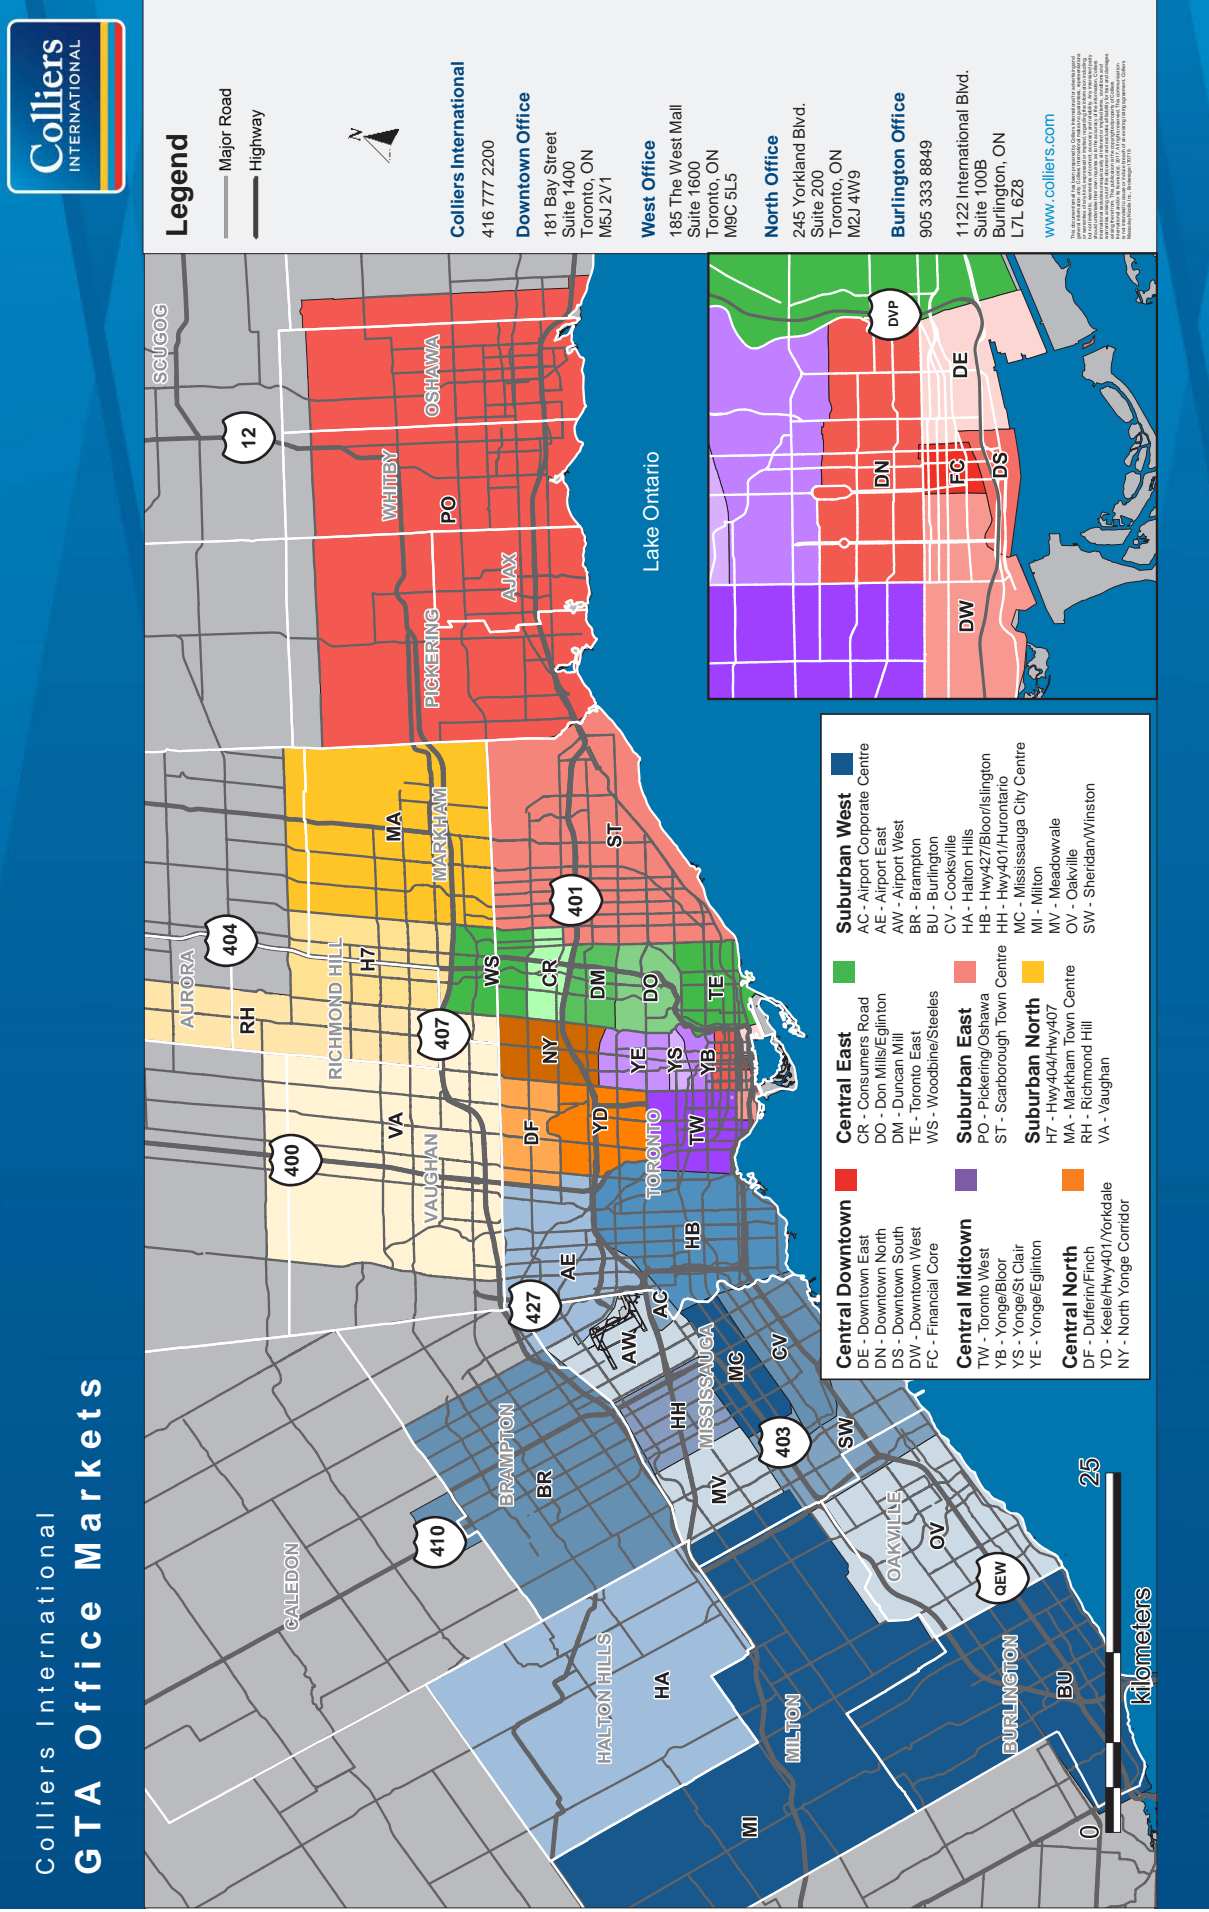 Colliers International
GTA Office Markets
Colliers
INTERNATIONAL
Legend
Major Road
Highway
N
Colliers International
416 777 2200
Downtown Office
181 Bay Street
Suite 1400
Toronto, ON
M5J 2V1
West Office
185 The West Mall
Suite 1600
Toronto, ON
M9C 5L5
North Office
245 Yorkland Blvd.
Suite 200
Toronto, ON
M2J 4W9
Burlington Office
905 333 8849
1122 International Blvd.
Suite 100B
Burlington, ON
L7L 6Z8
www.colliers.com
SCUGOG
12
OSHAWA
WHITBY
PO
AJAX
PICKERING
Lake Ontario
MA
MARKHAM
ST
401
404
AURORA
RH
RICHMOND HILL
H7
407
WS
CR
DM
DO
TE
NY
YE
YS
YB
400
VA
VAUGHAN
DF
YD
TORONTO
TW
AE
HB
427
AC
AW
MISSISSAUGA
MC
CV
HH
403
SW
MV
BRAMPTON
BR
410
CALEDON
OAKVILLE
OV
QEW
HALTON HILLS
HA
MILTON
MI
BURLINGTON
BU
0
25
kilometers
DVP
DE
DN
FC
DS
DW
Central Downtown
DE - Downtown East
DN - Downtown North
DS - Downtown South
DW - Downtown West
FC - Financial Core
Central Midtown
TW - Toronto West
YB - Yonge/Bloor
YS - Yonge/St Clair
YE - Yonge/Eglinton
Central North
DF - Dufferin/Finch
YD - Keele/Hwy401/Yorkdale
NY - North Yonge Corridor
Central East
CR - Consumers Road
DO - Don Mills/Eglinton
DM - Duncan Mill
TE - Toronto East
WS - Woodbine/Steeles
Suburban East
PO - Pickering/Oshawa
ST - Scarborough Town Centre
Suburban North
H7 - Hwy404/Hwy407
MA - Markham Town Centre
RH - Richmond Hill
VA - Vaughan
Suburban West
AC - Airport Corporate Centre
AE - Airport East
AW - Airport West
BR - Brampton
BU - Burlington
CV - Cooksville
HA - Halton Hills
HB - Hwy427/Bloor/Islington
HH - Hwy401/Hurontario
MC - Mississauga City Centre
MI - Milton
MV - Meadowvale
OV - Oakville
SW - Sheridan/Winston